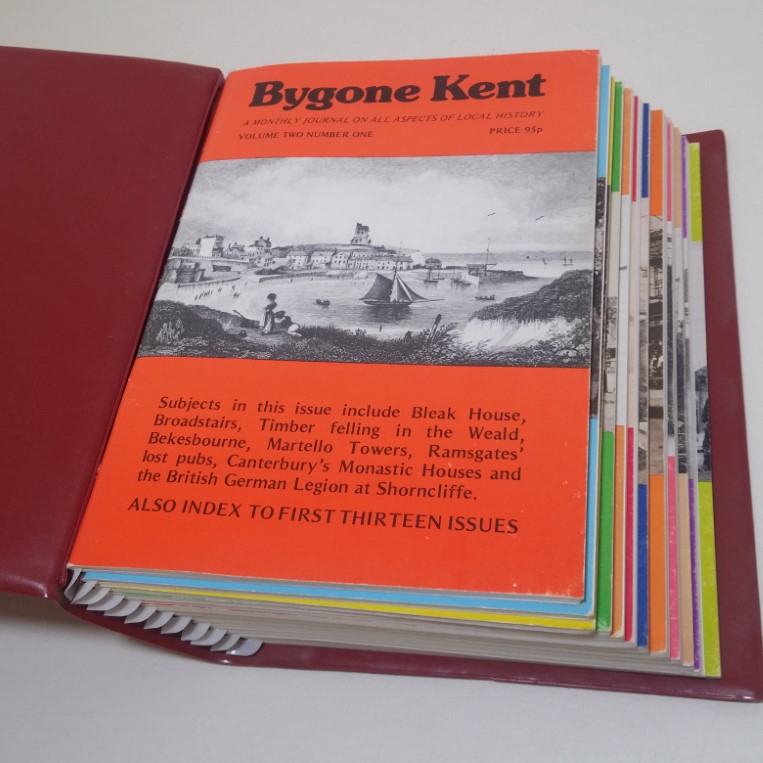 Bygone Kent
A MONTHLY JOURNAL ON ALL ASPECTS OF LOCAL HISTORY
VOLUME TWO NUMBER ONE PRICE 95p
Subjects in this issue include Bleak House,
Broadstairs, Timber felling in the Weald,
Bekesbourne, Martello Towers, Ramsgates'
lost pubs, Canterbury's Monastic Houses and
the British German Legion at Shorncliffe.
ALSO INDEX TO FIRST THIRTEEN ISSUES